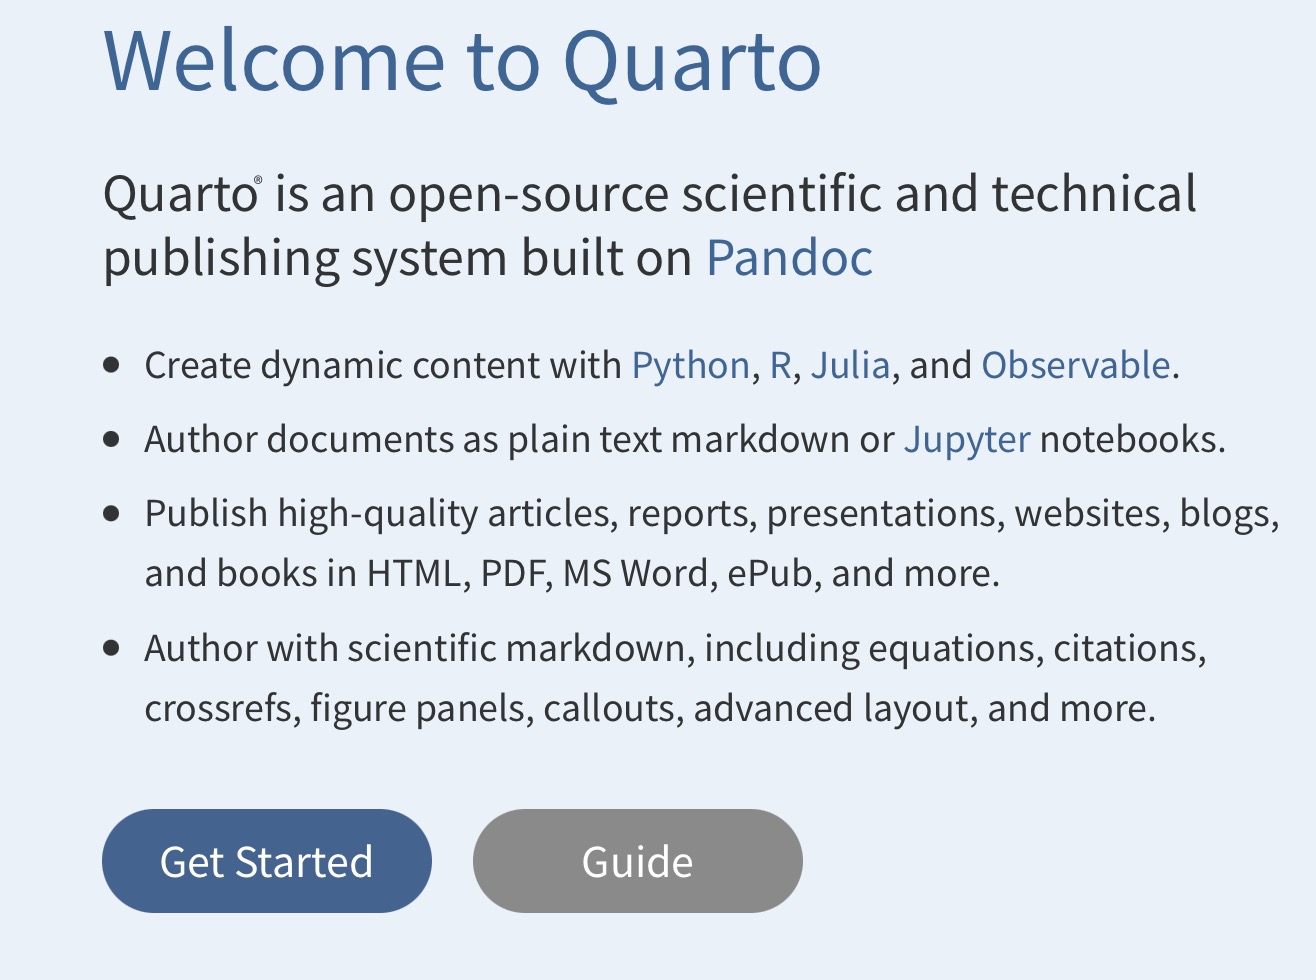 Welcome to Quarto
Quarto® is an open-source scientific and technical
publishing system built on Pandoc
• Create dynamic content with Python, R, Julia, and Observable.
• Author documents as plain text markdown or Jupyter notebooks.
• Publish high-quality articles, reports, presentations, websites, blogs,
and books in HTML, PDF, MS Word, ePub, and more.
• Author with scientific markdown, including equations, citations,
crossrefs, figure panels, callouts, advanced layout, and more.
Get Started
Guide